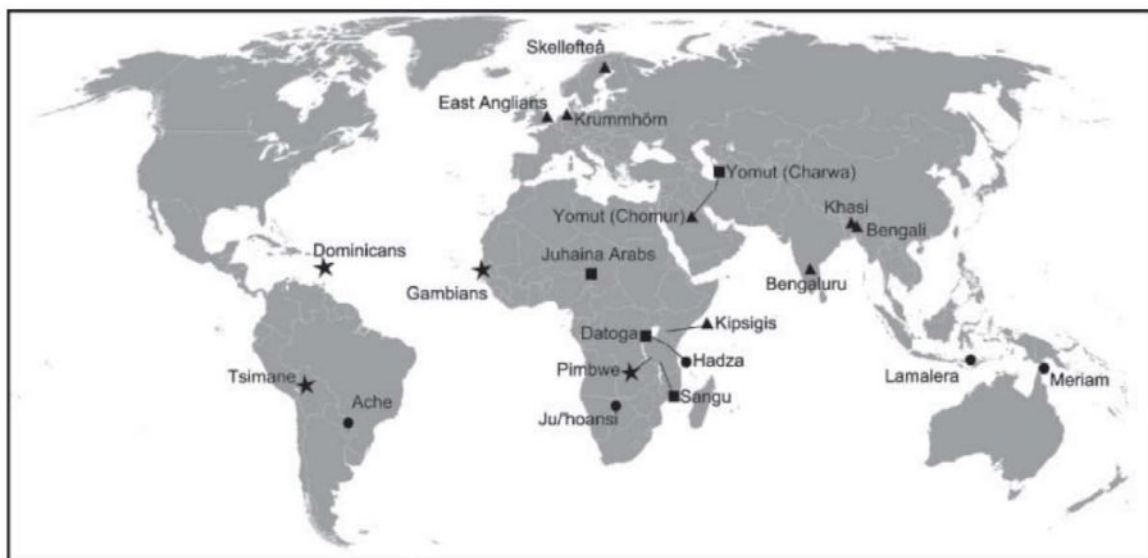 Skellefteå
East Anglians
Krummhörn
Yomut (Charwa)
Yomut (Chomur)
Khasi
Bengali
Dominicans
Juhaina Arabs
Gambians
Bengaluru
Datoga
Kipsigis
Hadza
Pimbwe
Tsimane
Lamalera
Meriam
Ache
Sangu
Ju/'hoansi